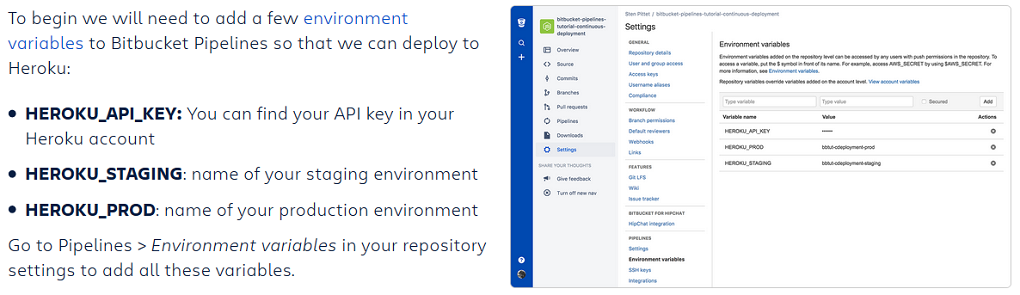 To begin we will need to add a few environment
variables to Bitbucket Pipelines so that we can deploy to
Heroku:
HEROKU_API_KEY: You can find your API key in your
Heroku account
HEROKU_STAGING: name of your staging environment
HEROKU_PROD: name of your production environment
Go to Pipelines > Environment variables in your repository
settings to add all these variables.
bitbucket-pipelines-
tutorial-continuous-
deployment
Overview
Source
Commits
Branches
Pull requests
Pipelines
Downloads
Settings
SHARE YOUR THOUGHTS
Give feedback
Turn off new nav
Sten Pittet / bitbucket-pipelines-tutorial-continuous-deployment
Settings
GENERAL
Repository details
User and group access
Access keys
Username aliases
Compliance
WORKFLOW
Branch permissions
Default reviewers
Webhooks
Links
FEATURES
Git LFS
Wiki
Issue tracker
BITBUCKET FOR HIPCHAT
HipChat integration
PIPELINES
Settings
Environment variables
SSH keys
Integrations
Environment variables
Environment variables added on the repository level can be accessed by any users with push permissions in the repository. To
access a variable, put the $ symbol in front of its name. For example, access AWS_SECRET by using $AWS_SECRET. For
more information, see Environment variables.
Repository variables override variables added on the account level. View account variables
Type variable Type value Secured Add
Variable name Value Actions
HEROKU_API_KEY ••••••
HEROKU_PROD bbtut-cdeployment-prod
HEROKU_STAGING bbtut-cdeployment-staging